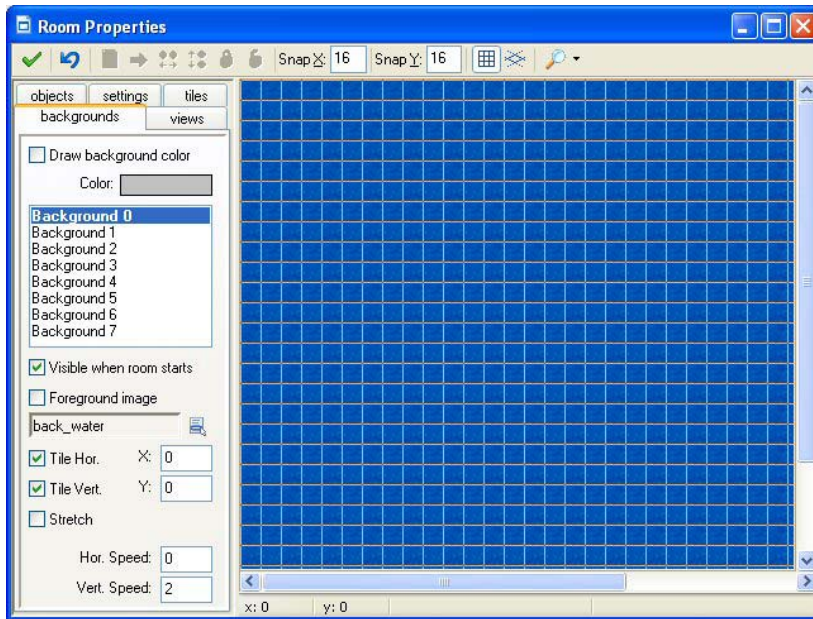 Room Properties
Snap X: 16 Snap Y: 16
objects settings tiles
backgrounds views
Draw background color
Color:
Background 0
Background 1
Background 2
Background 3
Background 4
Background 5
Background 6
Background 7
Visible when room starts
Foreground image
back_water
Tile Hor. X: 0
Tile Vert. Y: 0
Stretch
Hor. Speed: 0
Vert. Speed: 2
x: 0 y: 0